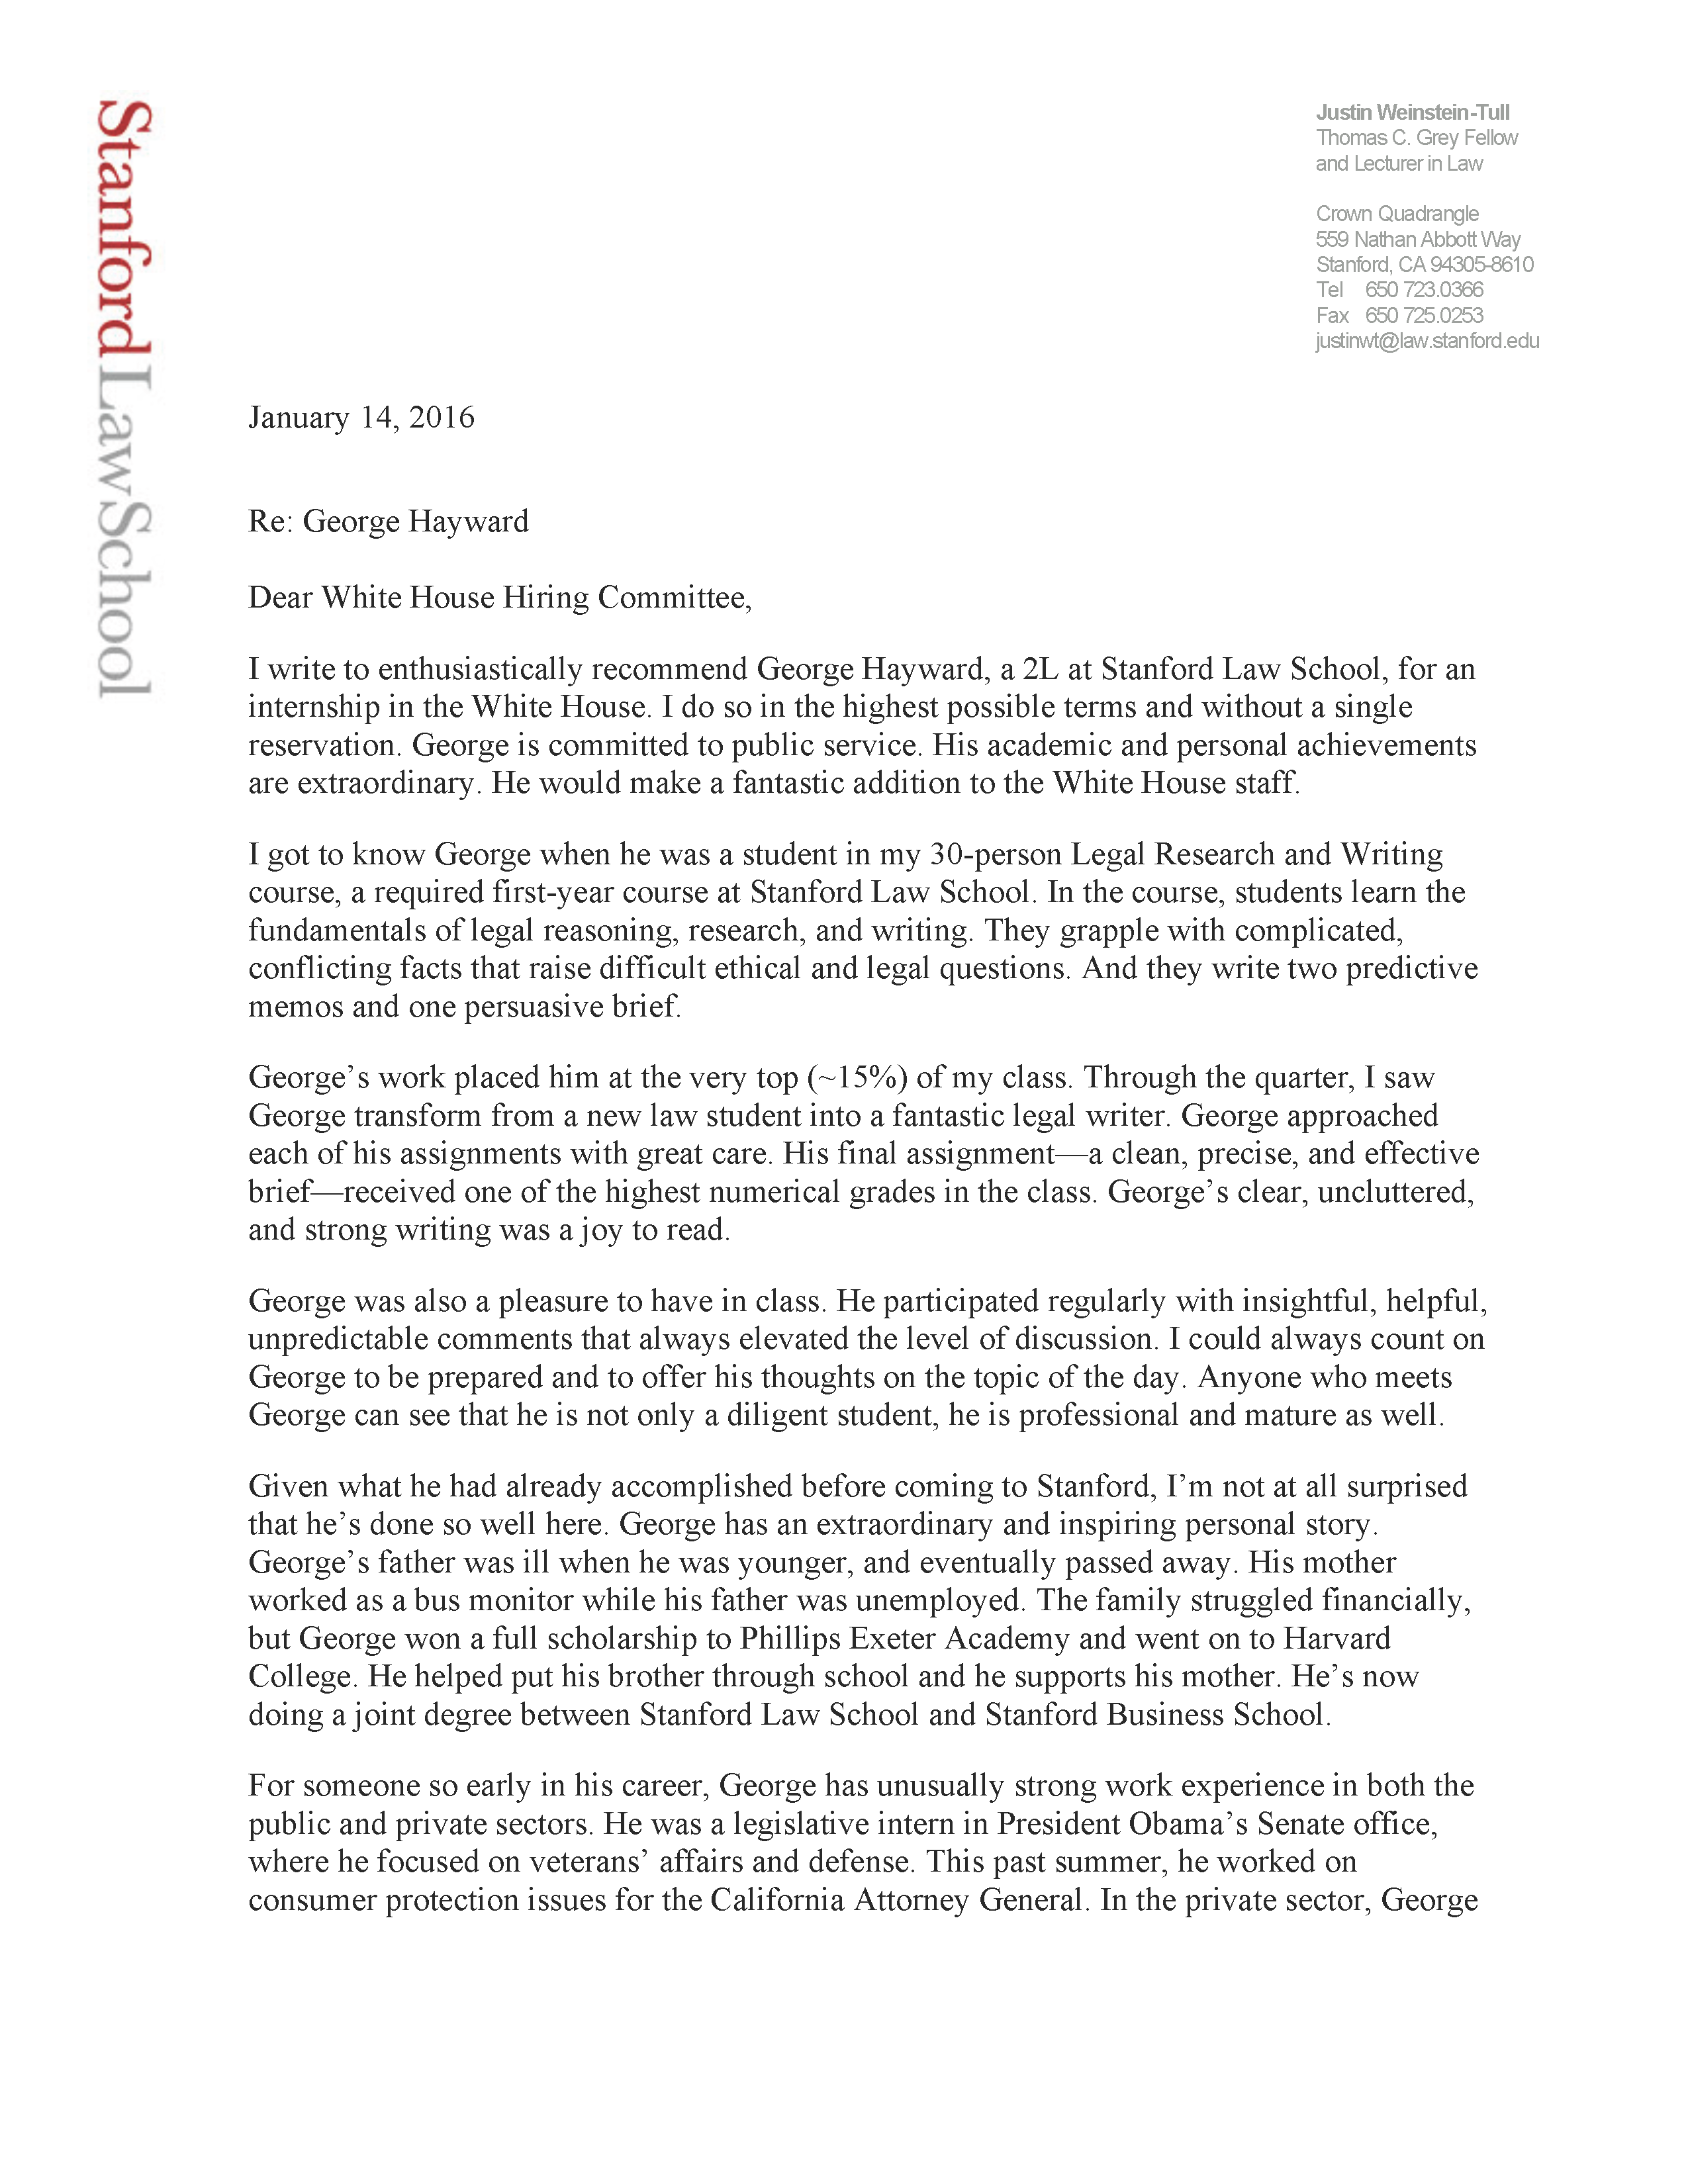 Stanford Law School
Justin Weinstein-Tull
Thomas C. Grey Fellow
and Lecturer in Law
Crown Quadrangle
559 Nathan Abbott Way
Stanford, CA 94305-8610
Tel 650 723.0366
Fax 650 725.0253
justinwt@law.stanford.edu
January 14, 2016
Re: George Hayward
Dear White House Hiring Committee,
I write to enthusiastically recommend George Hayward, a 2L at Stanford Law School, for an
internship in the White House. I do so in the highest possible terms and without a single
reservation. George is committed to public service. His academic and personal achievements
are extraordinary. He would make a fantastic addition to the White House staff.
I got to know George when he was a student in my 30-person Legal Research and Writing
course, a required first-year course at Stanford Law School. In the course, students learn the
fundamentals of legal reasoning, research, and writing. They grapple with complicated,
conflicting facts that raise difficult ethical and legal questions. And they write two predictive
memos and one persuasive brief.
George’s work placed him at the very top (~15%) of my class. Through the quarter, I saw
George transform from a new law student into a fantastic legal writer. George approached
each of his assignments with great care. His final assignment—a clean, precise, and effective
brief—received one of the highest numerical grades in the class. George’s clear, uncluttered,
and strong writing was a joy to read.
George was also a pleasure to have in class. He participated regularly with insightful, helpful,
unpredictable comments that always elevated the level of discussion. I could always count on
George to be prepared and to offer his thoughts on the topic of the day. Anyone who meets
George can see that he is not only a diligent student, he is professional and mature as well.
Given what he had already accomplished before coming to Stanford, I’m not at all surprised
that he’s done so well here. George has an extraordinary and inspiring personal story.
George’s father was ill when he was younger, and eventually passed away. His mother
worked as a bus monitor while his father was unemployed. The family struggled financially,
but George won a full scholarship to Phillips Exeter Academy and went on to Harvard
College. He helped put his brother through school and he supports his mother. He’s now
doing a joint degree between Stanford Law School and Stanford Business School.
For someone so early in his career, George has unusually strong work experience in both the
public and private sectors. He was a legislative intern in President Obama’s Senate office,
where he focused on veterans’ affairs and defense. This past summer, he worked on
consumer protection issues for the California Attorney General. In the private sector, George